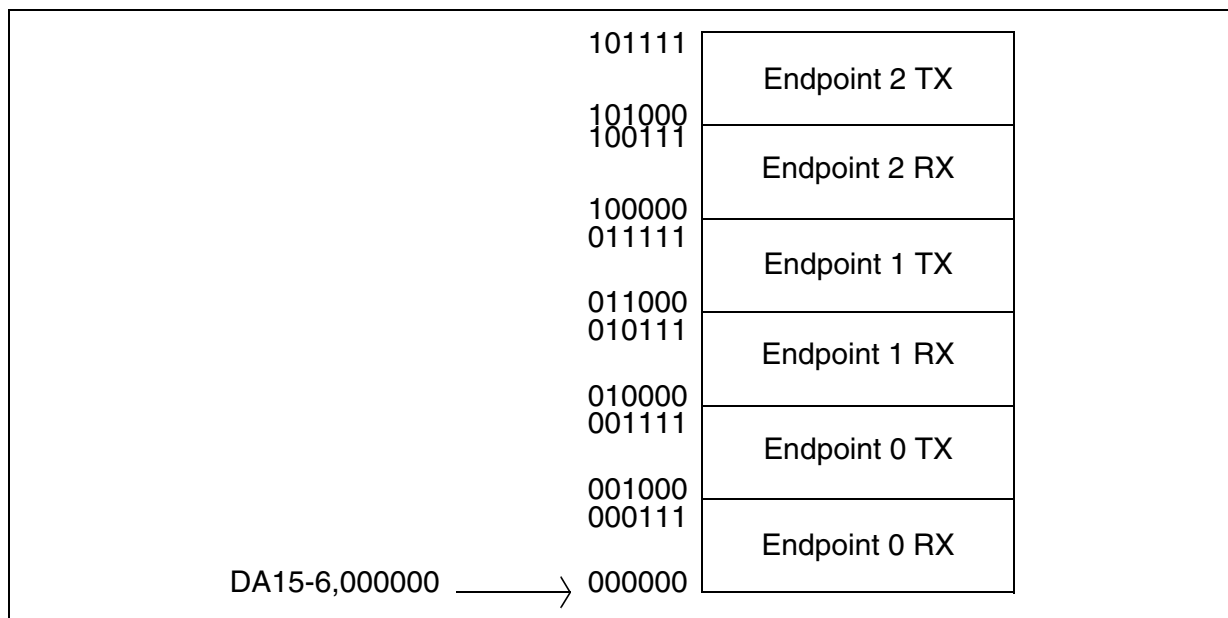 101111
Endpoint 2 TX
101000
100111
Endpoint 2 RX
100000
011111
Endpoint 1 TX
011000
010111
Endpoint 1 RX
010000
001111
Endpoint 0 TX
001000
000111
Endpoint 0 RX
DA15-6,000000 000000